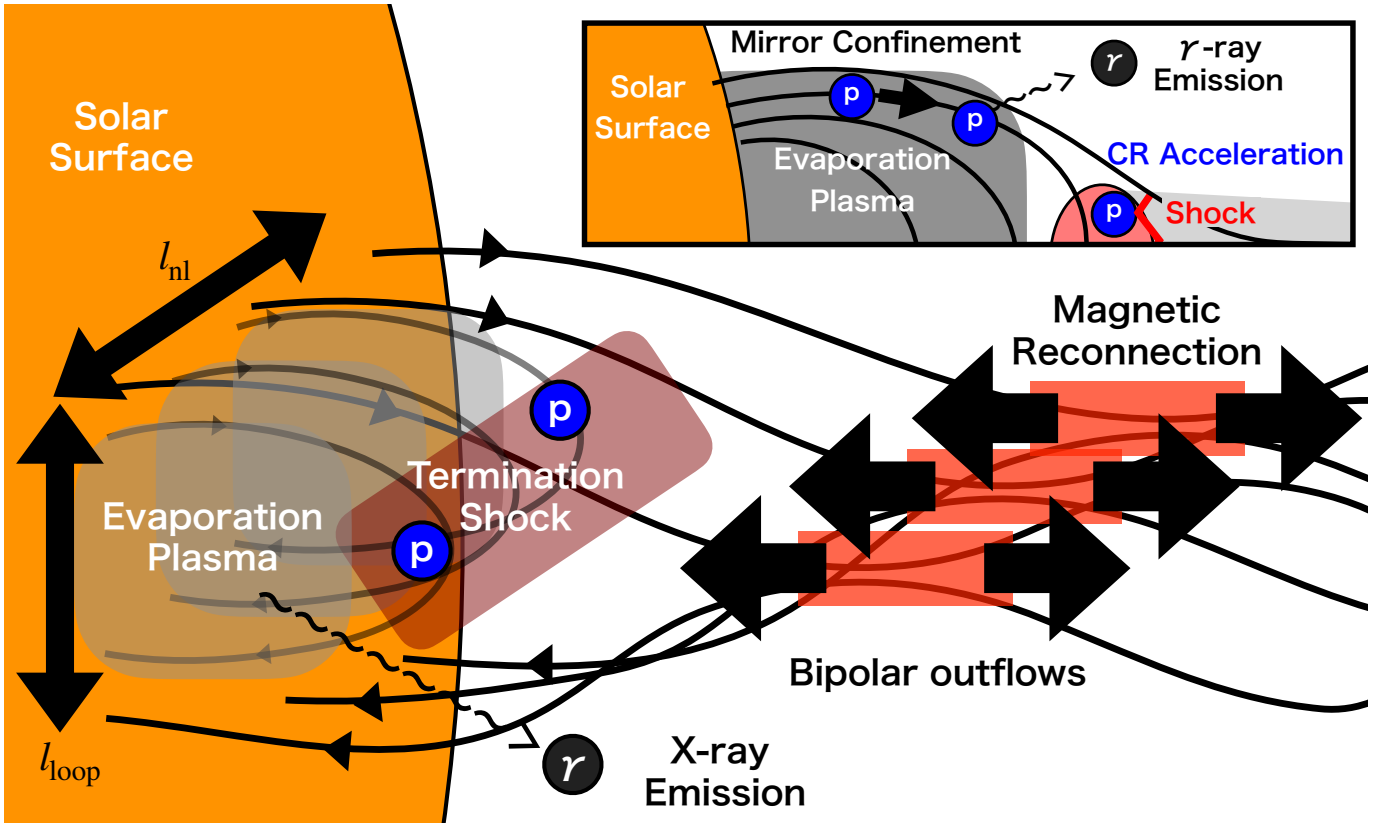 Solar
Surface
l_nl
l_loop
Evaporation
Plasma
Termination
Shock
p
p
Magnetic
Reconnection
Bipolar outflows
γ
X-ray
Emission
Mirror Confinement
Solar
Surface
p
p
γ
γ-ray
Emission
Evaporation
Plasma
CR Acceleration
p
Shock